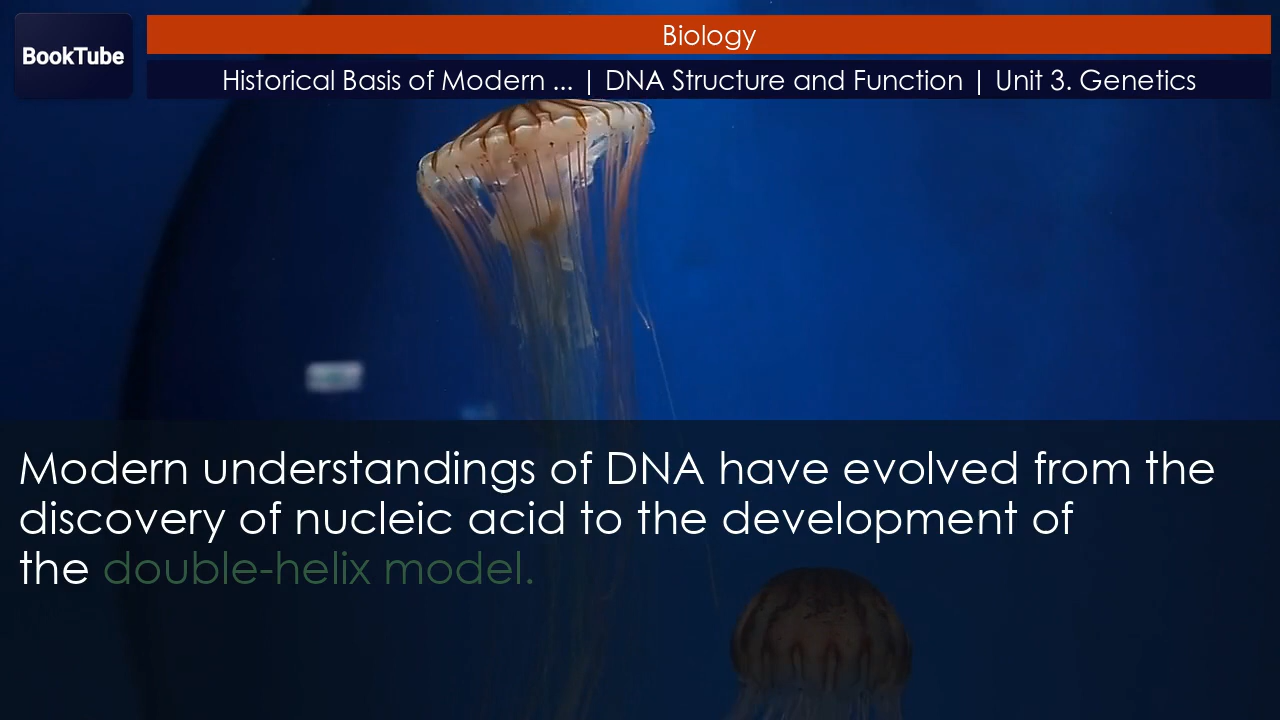 BookTube
Biology
Historical Basis of Modern ... | DNA Structure and Function | Unit 3. Genetics
Modern understandings of DNA have evolved from the
discovery of nucleic acid to the development of
the double-helix model.